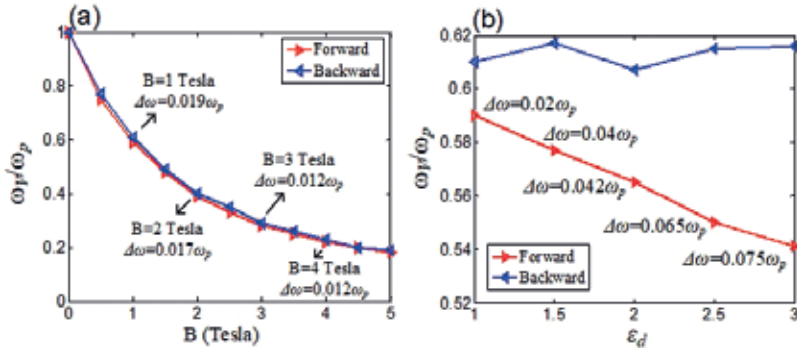 (a)
1
0.8
0.6
0.4
0.2
0
0 1 2 3 4 5
ω_P/ω_p
B (Tesla)
Forward
Backward
B=1 Tesla
Δω=0.019ω_p
B=3 Tesla
Δω=0.012ω_p
B=2 Tesla
Δω=0.017ω_p
B=4 Tesla
Δω=0.012ω_p
(b)
0.62
0.6
0.58
0.56
0.54
0.52
1 1.5 2 2.5 3
ω_P/ω_p
ε_d
Δω=0.02ω_p
Δω=0.04ω_p
Δω=0.042ω_p
Δω=0.065ω_p
Δω=0.075ω_p
Forward
Backward